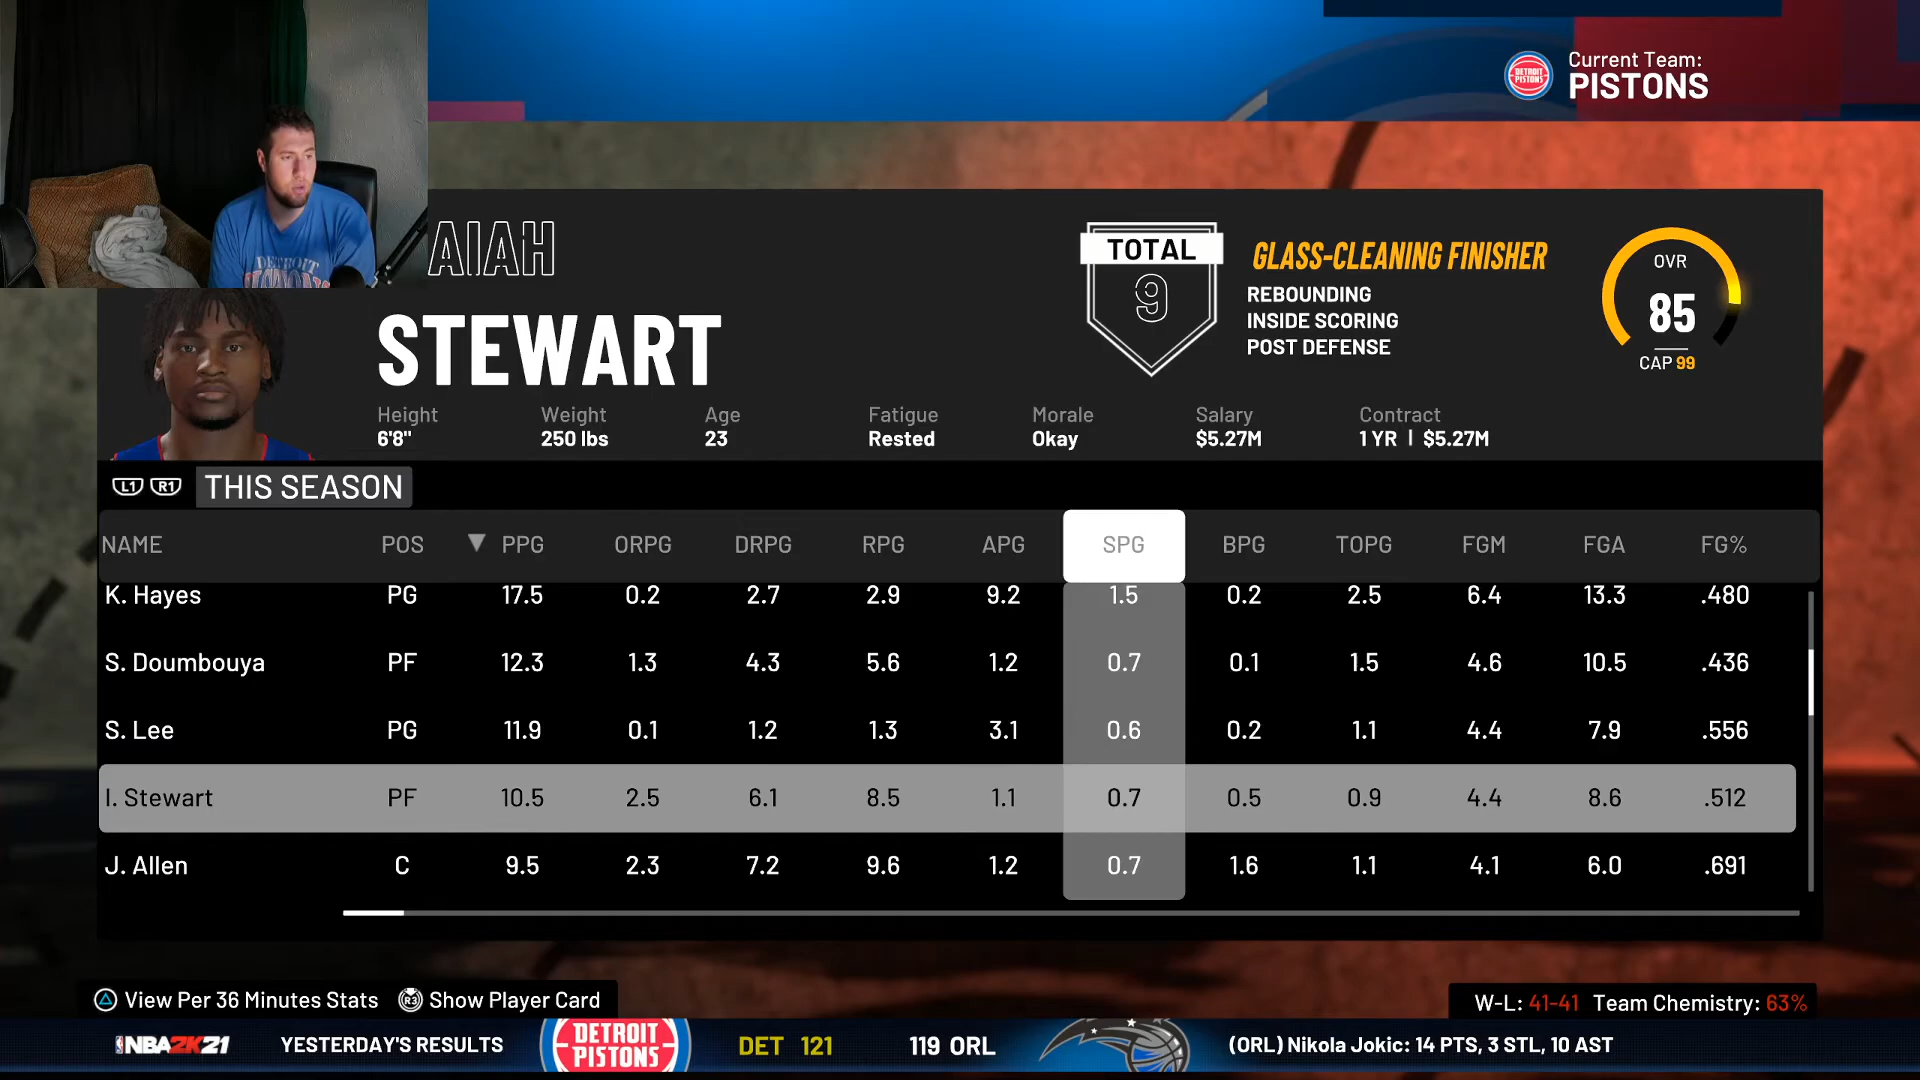 Current Team:
PISTONS
DETROIT
PISTONS
DETROIT
AIAH
STEWART
TOTAL
9
GLASS-CLEANING FINISHER
REBOUNDING
INSIDE SCORING
POST DEFENSE
OVR
85
CAP 99
Height Weight Age Fatigue Morale Salary Contract
6'8" 250 lbs 23 Rested Okay $5.27M 1 YR | $5.27M
L1 R1 THIS SEASON
NAME POS PPG ORPG DRPG RPG APG SPG BPG TOPG FGM FGA FG%
K. Hayes PG 17.5 0.2 2.7 2.9 9.2 1.5 0.2 2.5 6.4 13.3 .480
S. Doumbouya PF 12.3 1.3 4.3 5.6 1.2 0.7 0.1 1.5 4.6 10.5 .436
S. Lee PG 11.9 0.1 1.2 1.3 3.1 0.6 0.2 1.1 4.4 7.9 .556
I. Stewart PF 10.5 2.5 6.1 8.5 1.1 0.7 0.5 0.9 4.4 8.6 .512
J. Allen C 9.5 2.3 7.2 9.6 1.2 0.7 1.6 1.1 4.1 6.0 .691
View Per 36 Minutes Stats R3 Show Player Card
W-L: 41-41 Team Chemistry: 63%
NBA2K21 YESTERDAY'S RESULTS DETROIT PISTONS DET 121 119 ORL (ORL) Nikola Jokic: 14 PTS, 3 STL, 10 AST